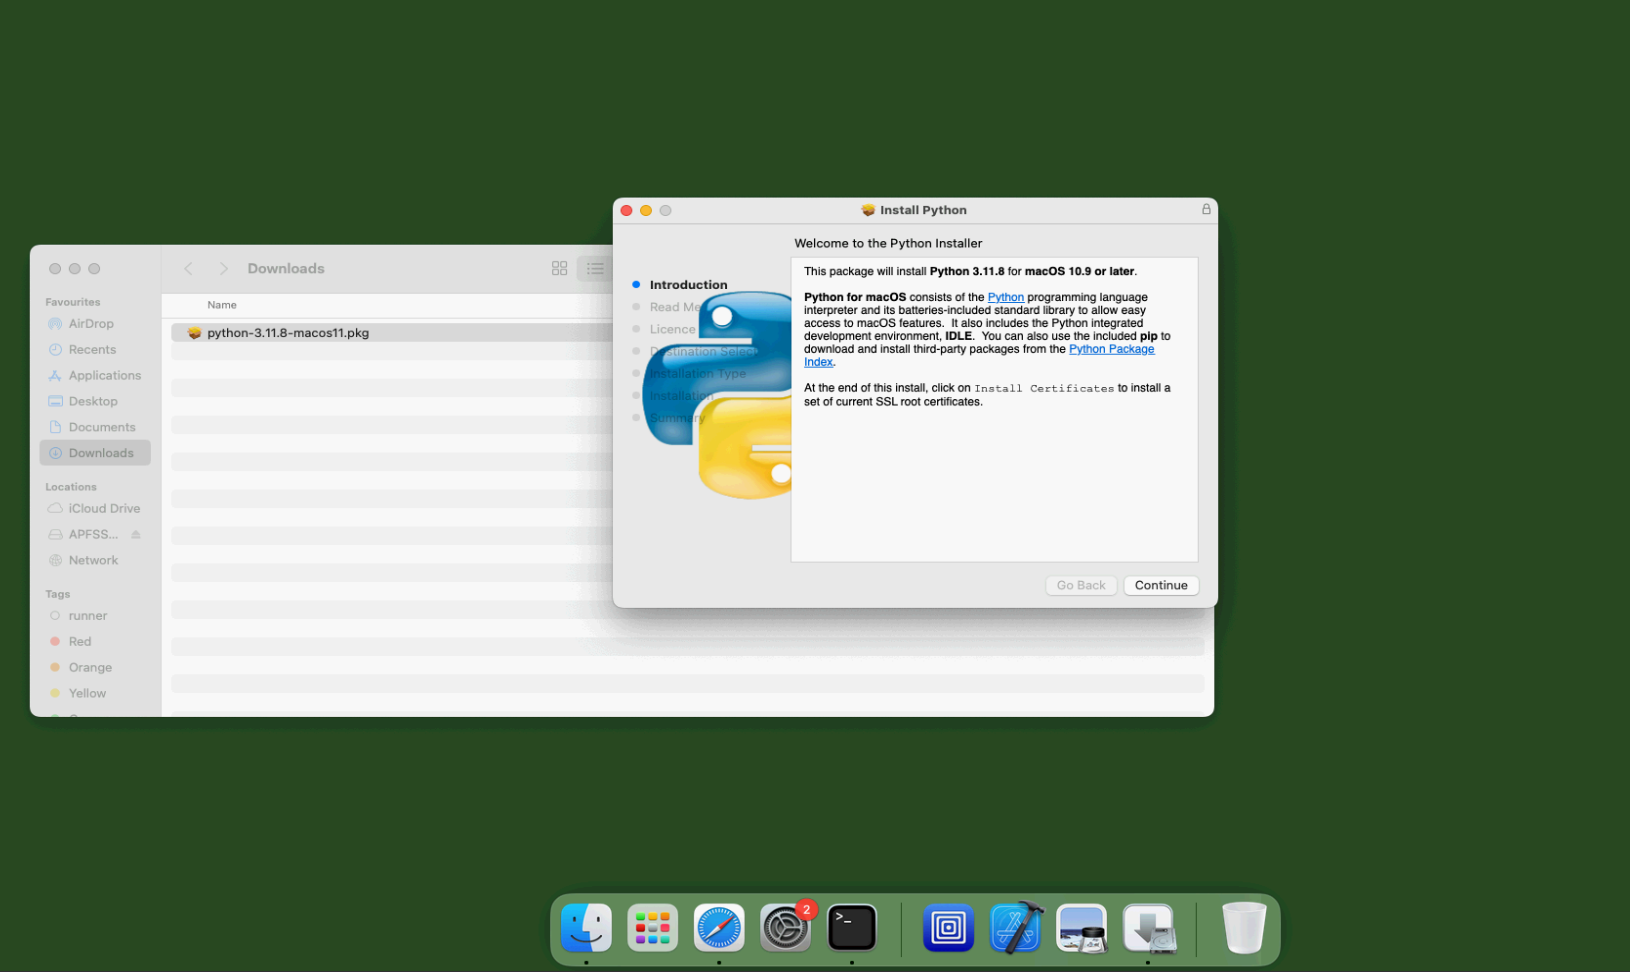 Install Python
Welcome to the Python Installer
Introduction
Read Me
Licence
Destination Select
Installation Type
Installation
Summary
This package will install Python 3.11.8 for macOS 10.9 or later.
Python for macOS consists of the Python programming language
interpreter and its batteries-included standard library to allow easy
access to macOS features.  It also includes the Python integrated
development environment, IDLE.  You can also use the included pip to
download and install third-party packages from the Python Package
Index.
At the end of this install, click on Install Certificates to install a
set of current SSL root certificates.
Go Back
Continue
Downloads
Favourites
AirDrop
Recents
Applications
Desktop
Documents
Downloads
Locations
iCloud Drive
APFSS...
Network
Tags
runner
Red
Orange
Yellow
Name
python-3.11.8-macos11.pkg
2
>_